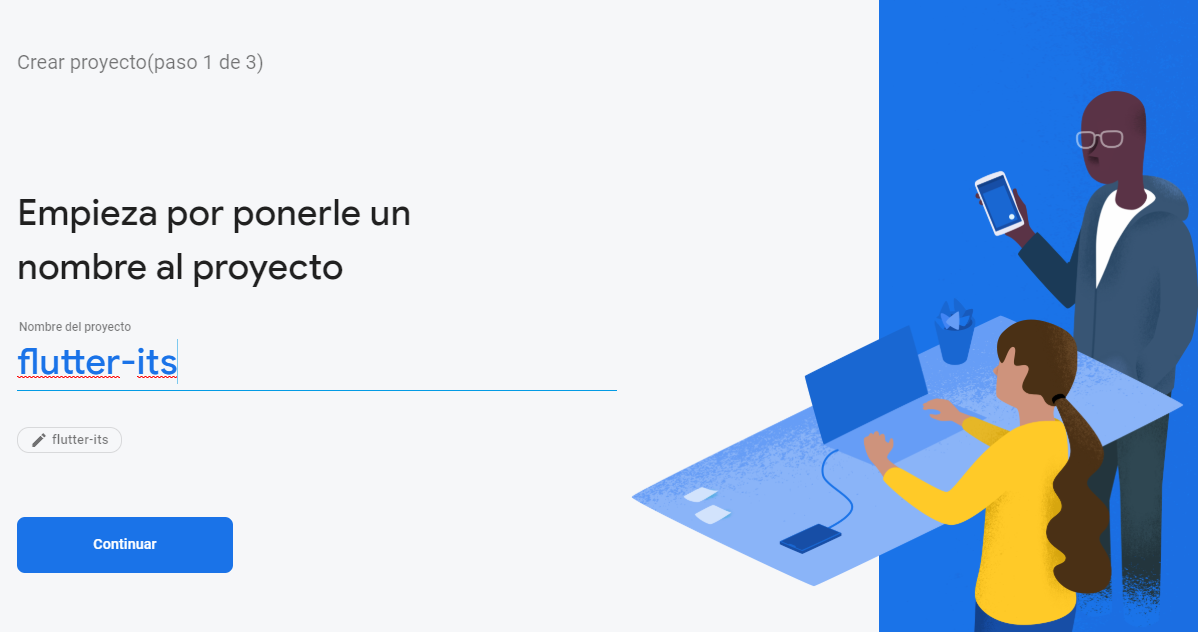 Crear proyecto(paso 1 de 3)
Empieza por ponerle un
nombre al proyecto
Nombre del proyecto
flutter-its
flutter-its
Continuar